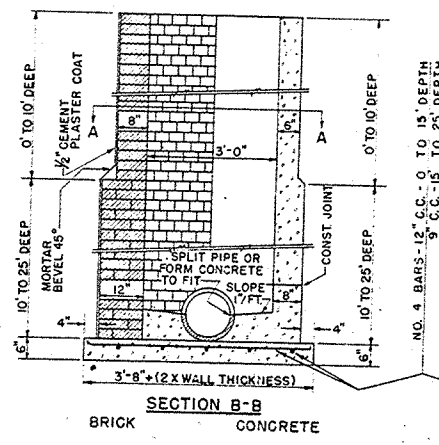 0' TO 10' DEEP
1/2" CEMENT
PLASTER COAT
A
8"
6"
A
3'-0"
0' TO 10' DEEP
NO. 4 BARS-12" C.C.-0 TO 15' DEPTH
9" C.C. 15' TO 25' DEPTH
10' TO 25' DEEP
MORTAR
BEVEL 45°
SPLIT PIPE OR
FORM CONCRETE
TO FIT
SLOPE
1"/FT.
CONST JOINT
10' TO 25' DEEP
12"
8"
4"
4"
6"
6"
3'-8"+(2 X WALL THICKNESS)
SECTION B-B
BRICK CONCRETE